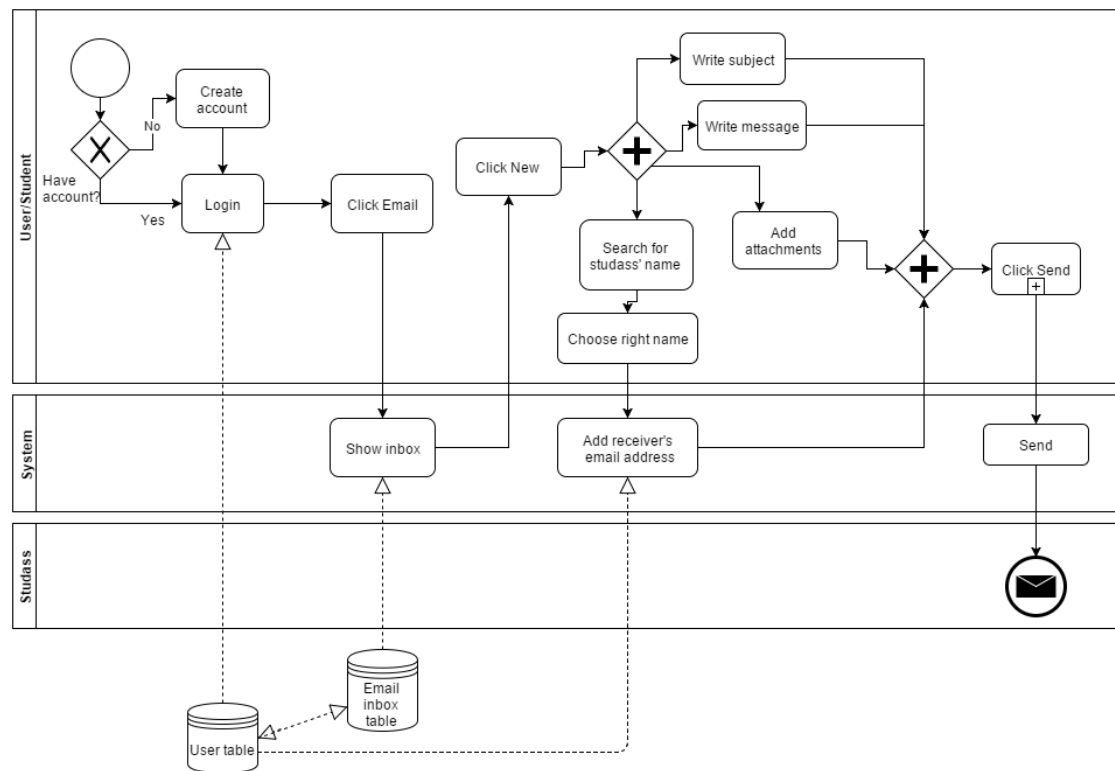 User/Student
Have
account?
No
Yes
Create
account
Login
Click Email
Click New
Write subject
Write message
Add
attachments
Search for
studass' name
Choose right name
Click Send
System
Show inbox
Add receiver's
email address
Send
Studass
Email
inbox
table
User table